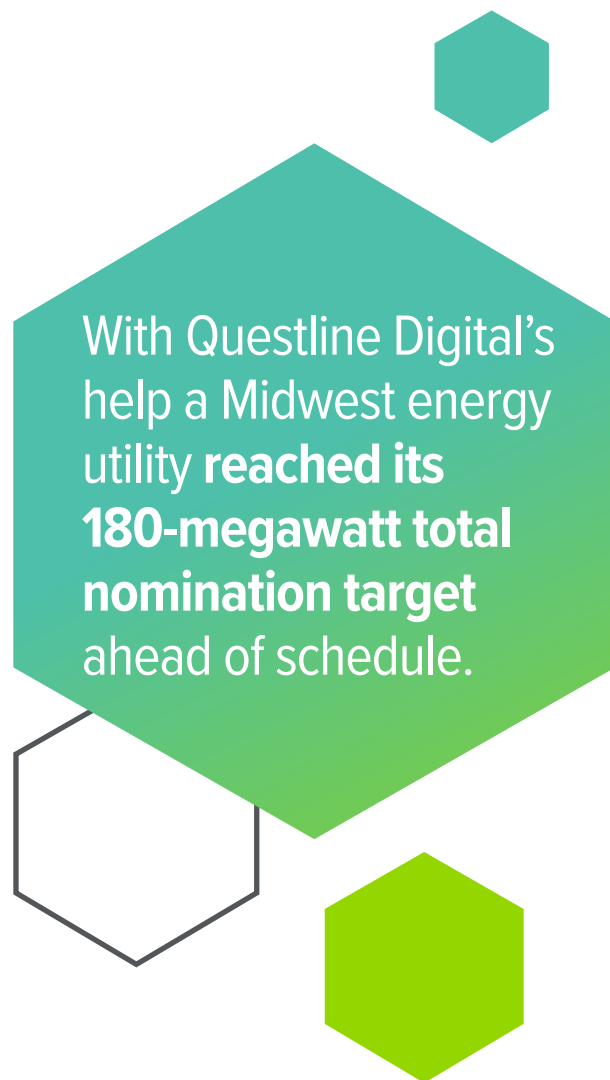 With Questline Digital’s
help a Midwest energy
utility reached its
180-megawatt total
nomination target
ahead of schedule.